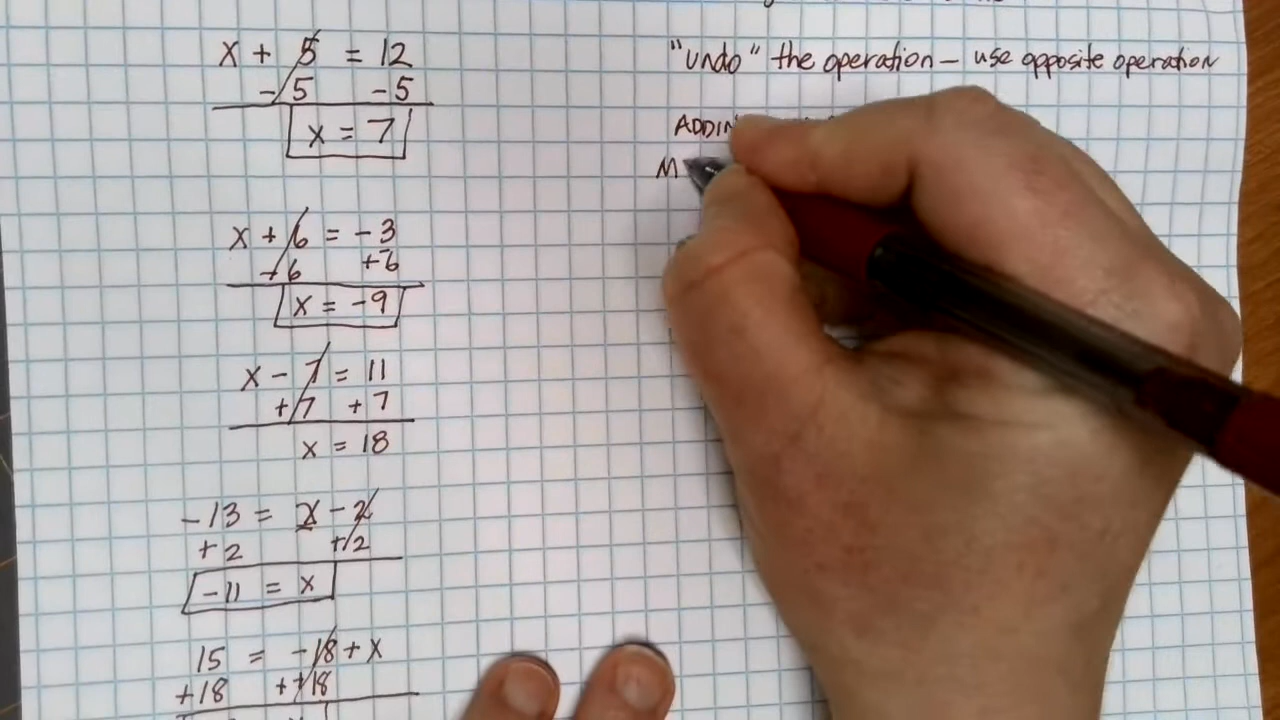 x + 5 = 12
- 5 - 5
x = 7
x + 6 = -3
+6 +-6
x = -9
x - 7 = 11
+7 +7
x = 18
-13 = x - 2
+2 +2
-11 = x
15 = -18 + x
+18 ++18
"undo" the operation – use opposite operation
ADDIN
M